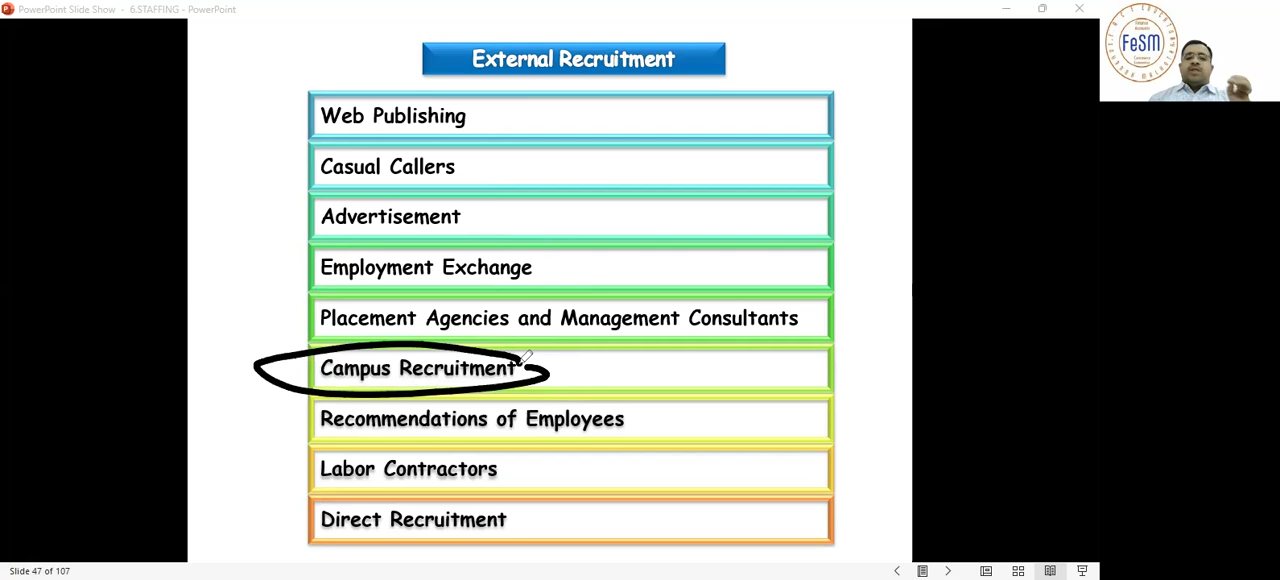 PowerPoint Slide Show - 6.STAFFING - PowerPoint
FeSM
External Recruitment
Web Publishing
Casual Callers
Advertisement
Employment Exchange
Placement Agencies and Management Consultants
Campus Recruitment
Recommendations of Employees
Labor Contractors
Direct Recruitment
Slide 47 of 107